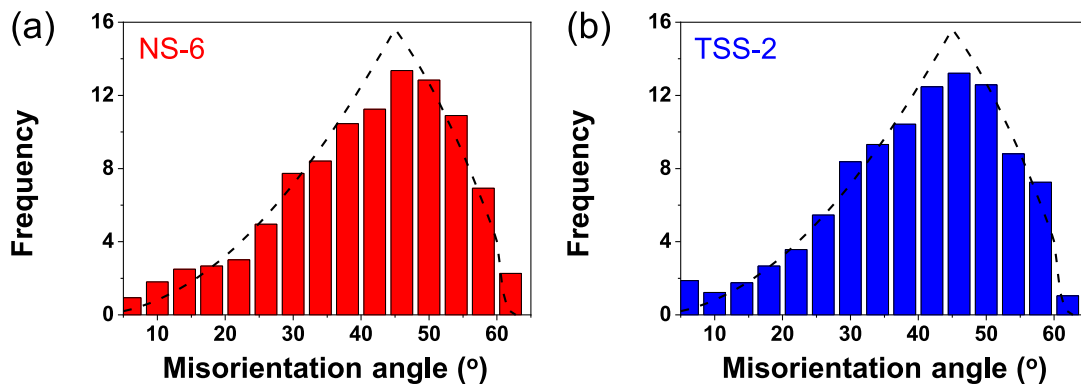 (a)
NS-6
Frequency
16
12
8
4
0
10 20 30 40 50 60
Misorientation angle (º)
(b)
TSS-2
Frequency
16
12
8
4
0
10 20 30 40 50 60
Misorientation angle (º)